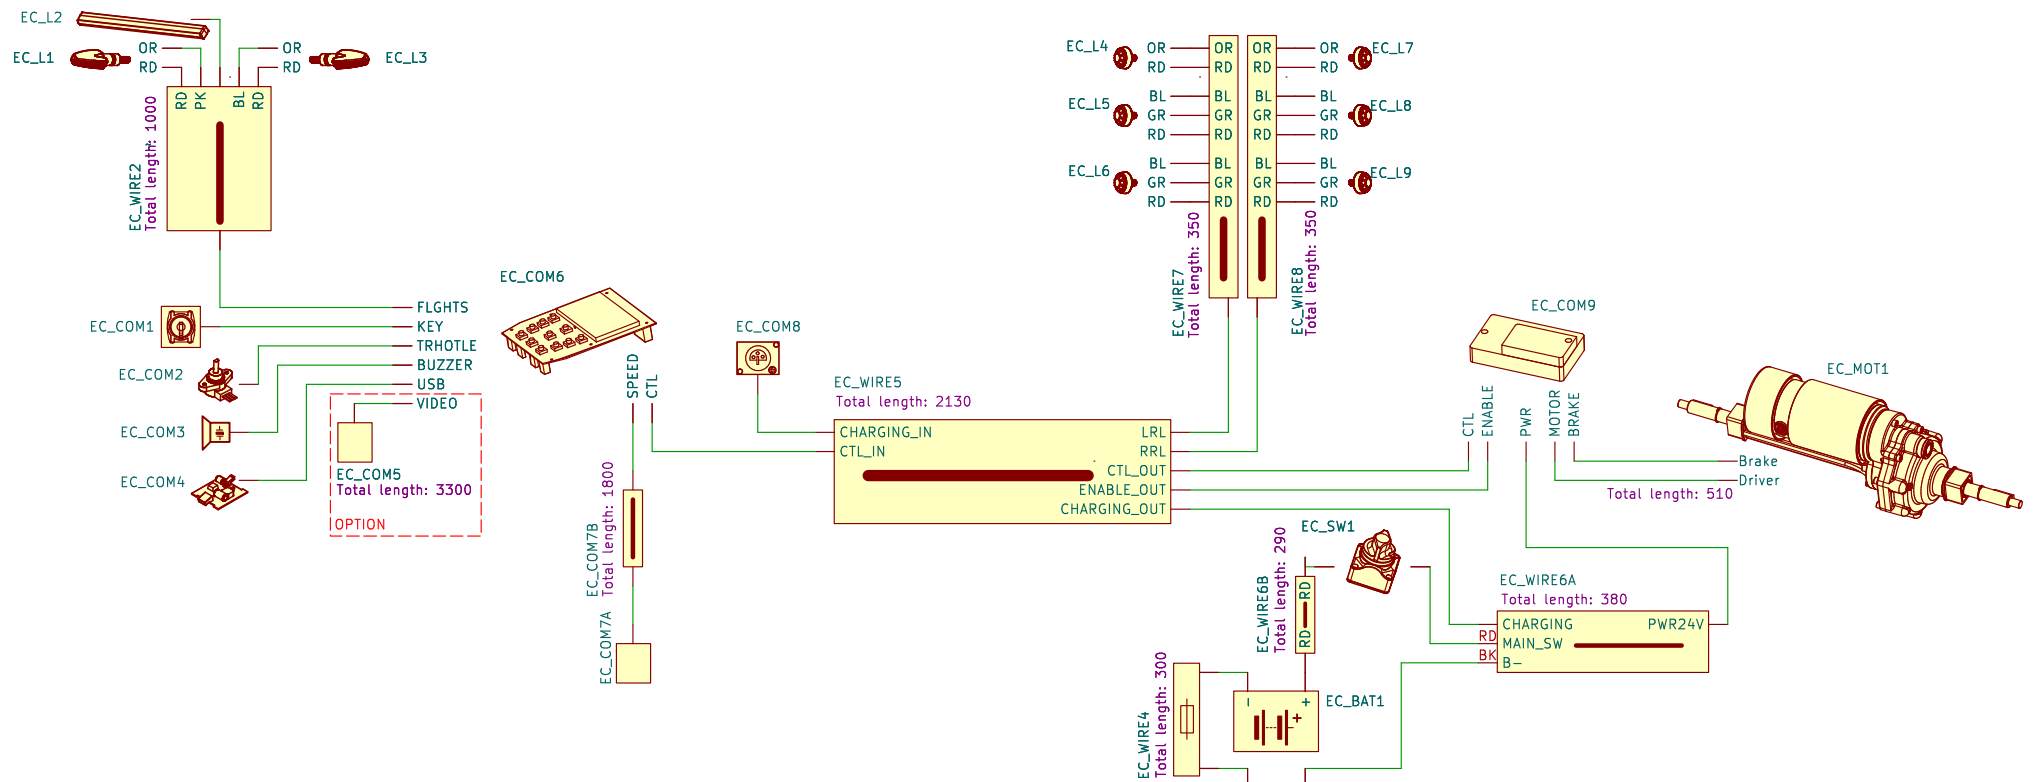 EC_L2
EC_L1
OR
RD
OR
RD
EC_L3
RD
PK
BL
RD
EC_WIRE2
Total length: 1000
FLGHTS
KEY
TRHOTLE
BUZZER
USB
VIDEO
EC_COM1
EC_COM2
EC_COM3
EC_COM4
EC_COM5
Total length: 3300
OPTION
EC_COM6
SPEED
CTL
EC_COM7B
Total length: 1800
EC_COM7A
EC_COM8
EC_WIRE5
Total length: 2130
CHARGING_IN
CTL_IN
LRL
RRL
CTL_OUT
ENABLE_OUT
CHARGING_OUT
EC_L4
OR
RD
OR
RD
OR
RD
OR
RD
EC_L7
EC_L5
BL
GR
RD
BL
GR
RD
BL
GR
RD
BL
GR
RD
EC_L8
EC_L6
BL
GR
RD
BL
GR
RD
BL
GR
RD
BL
GR
RD
EC_L9
EC_WIRE7
Total length: 350
EC_WIRE8
Total length: 350
EC_COM9
CTL
ENABLE
PWR
MOTOR
BRAKE
EC_MOT1
Brake
Driver
Total length: 510
EC_SW1
EC_WIRE6B
Total length: 290
RD
RD
EC_WIRE6A
Total length: 380
RD
BK
CHARGING
MAIN_SW
B-
PWR24V
EC_WIRE4
Total length: 300
EC_BAT1
-
+
+